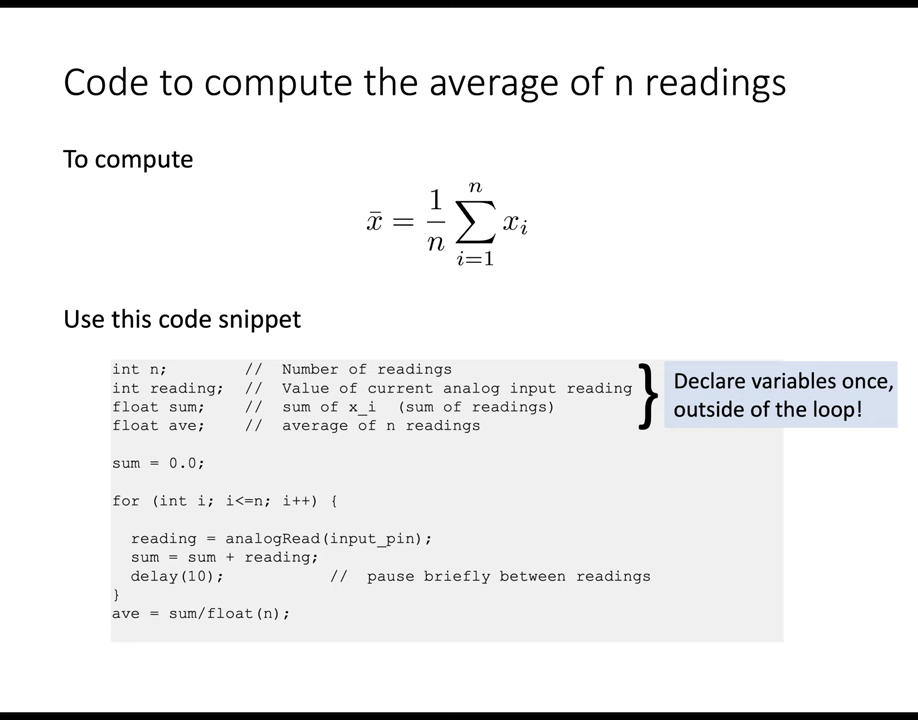 Code to compute the average of n readings
To compute
x̄ = 1/n ∑_{i=1}^{n} x_i
Use this code snippet
int n;         //  Number of readings
int reading;  //  Value of current analog input reading
float sum;    //  sum of x_i  (sum of readings)
float ave;    //  average of n readings
Declare variables once,
outside of the loop!
sum = 0.0;
for (int i; i<=n; i++) {
  reading = analogRead(input_pin);
  sum = sum + reading;
  delay(10);           //  pause briefly between readings
}
ave = sum/float(n);